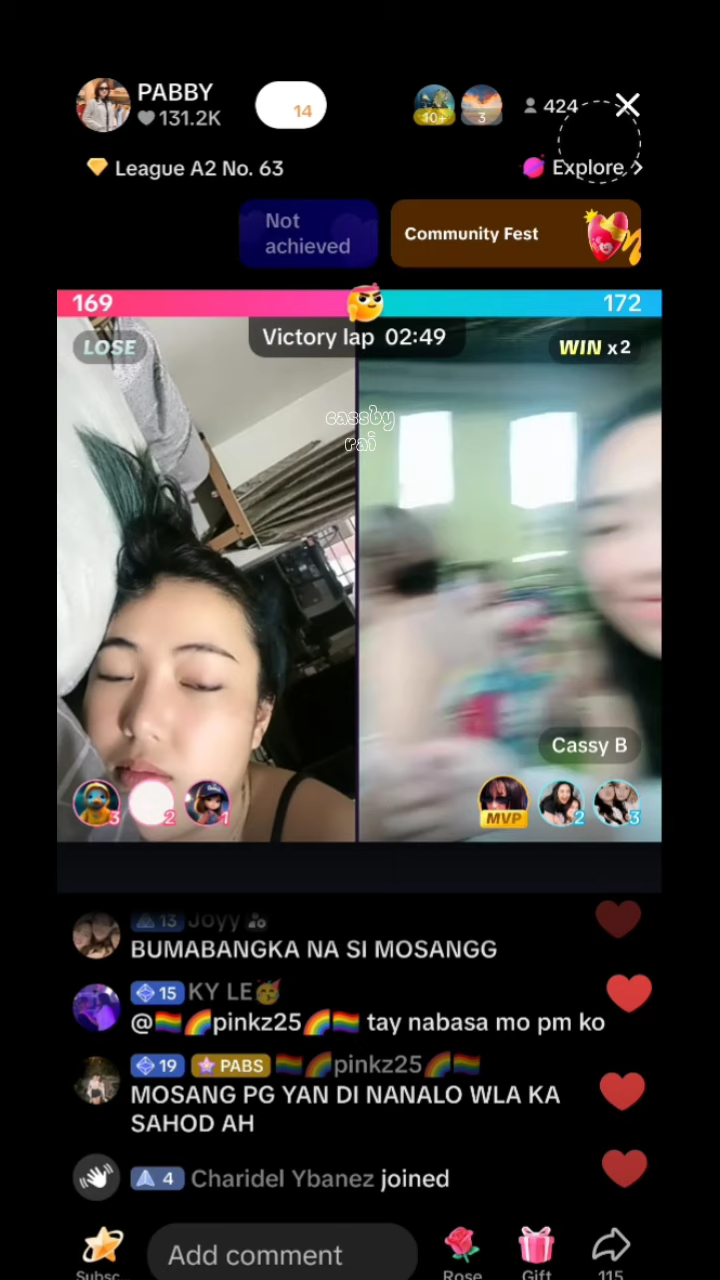 PABBY
131.2K
14
10+
3
424
League A2 No. 63
Explore
Not
achieved
Community Fest
169
172
LOSE
Victory lap 02:49
WIN x2
cassby
rai
Cassy B
3
2
1
MVP
2
3
13 Joyy
BUMABANGKA NA SI MOSANGG
15 KY LE🥳
@🏳️‍🌈🌈pinkz25🌈🏳️‍🌈 tay nabasa mo pm ko
19 PABS 🏳️‍🌈🌈pinkz25🌈🏳️‍🌈
MOSANG PG YAN DI NANALO WLA KA
SAHOD AH
4 Charidel Ybanez joined
Add comment
Subsc...
Rose
Gift
115